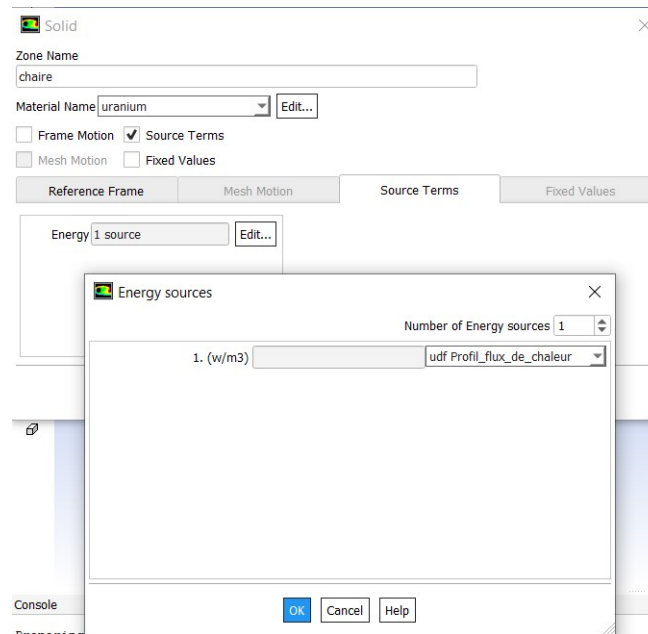 Solid
Zone Name
chaire
Material Name uranium Edit...
Frame Motion Source Terms
Mesh Motion Fixed Values
Reference Frame Mesh Motion Source Terms Fixed Values
Energy 1 source Edit...
Energy sources
Number of Energy sources 1
1. (w/m3) udf Profil_flux_de_chaleur
Console
OK Cancel Help